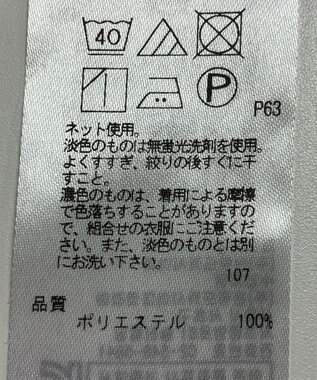 40
P
P63
ネット使用。
淡色のものは無蛍光洗剤を使用。
よくすすぎ、絞りの後すぐに干
すこと。
濃色のものは、着用による摩擦
で色落ちすることがありますの
で、組合せの衣服にご注意くだ
さい。また、淡色のものとは別
にお洗い下さい。
107
品質
ポリエステル 100%